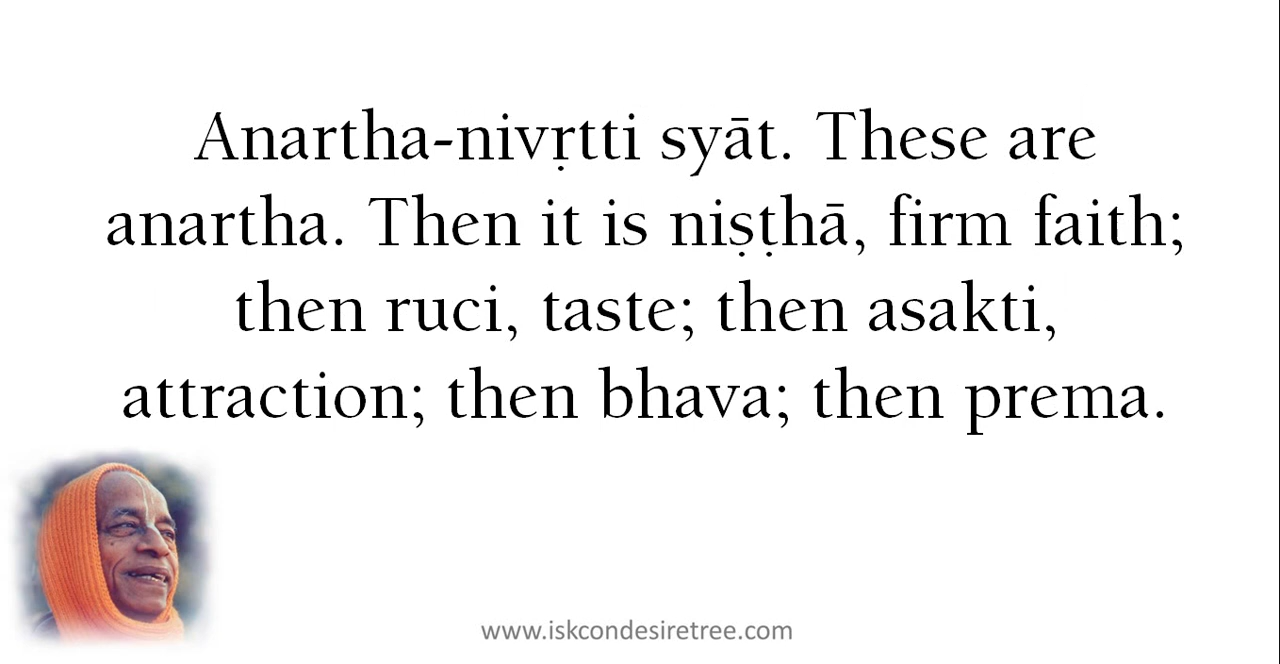 Anartha-nivṛtti syāt. These are
anartha. Then it is niṣṭhā, firm faith;
then ruci, taste; then asakti,
attraction; then bhava; then prema.
www.iskcondesiretree.com